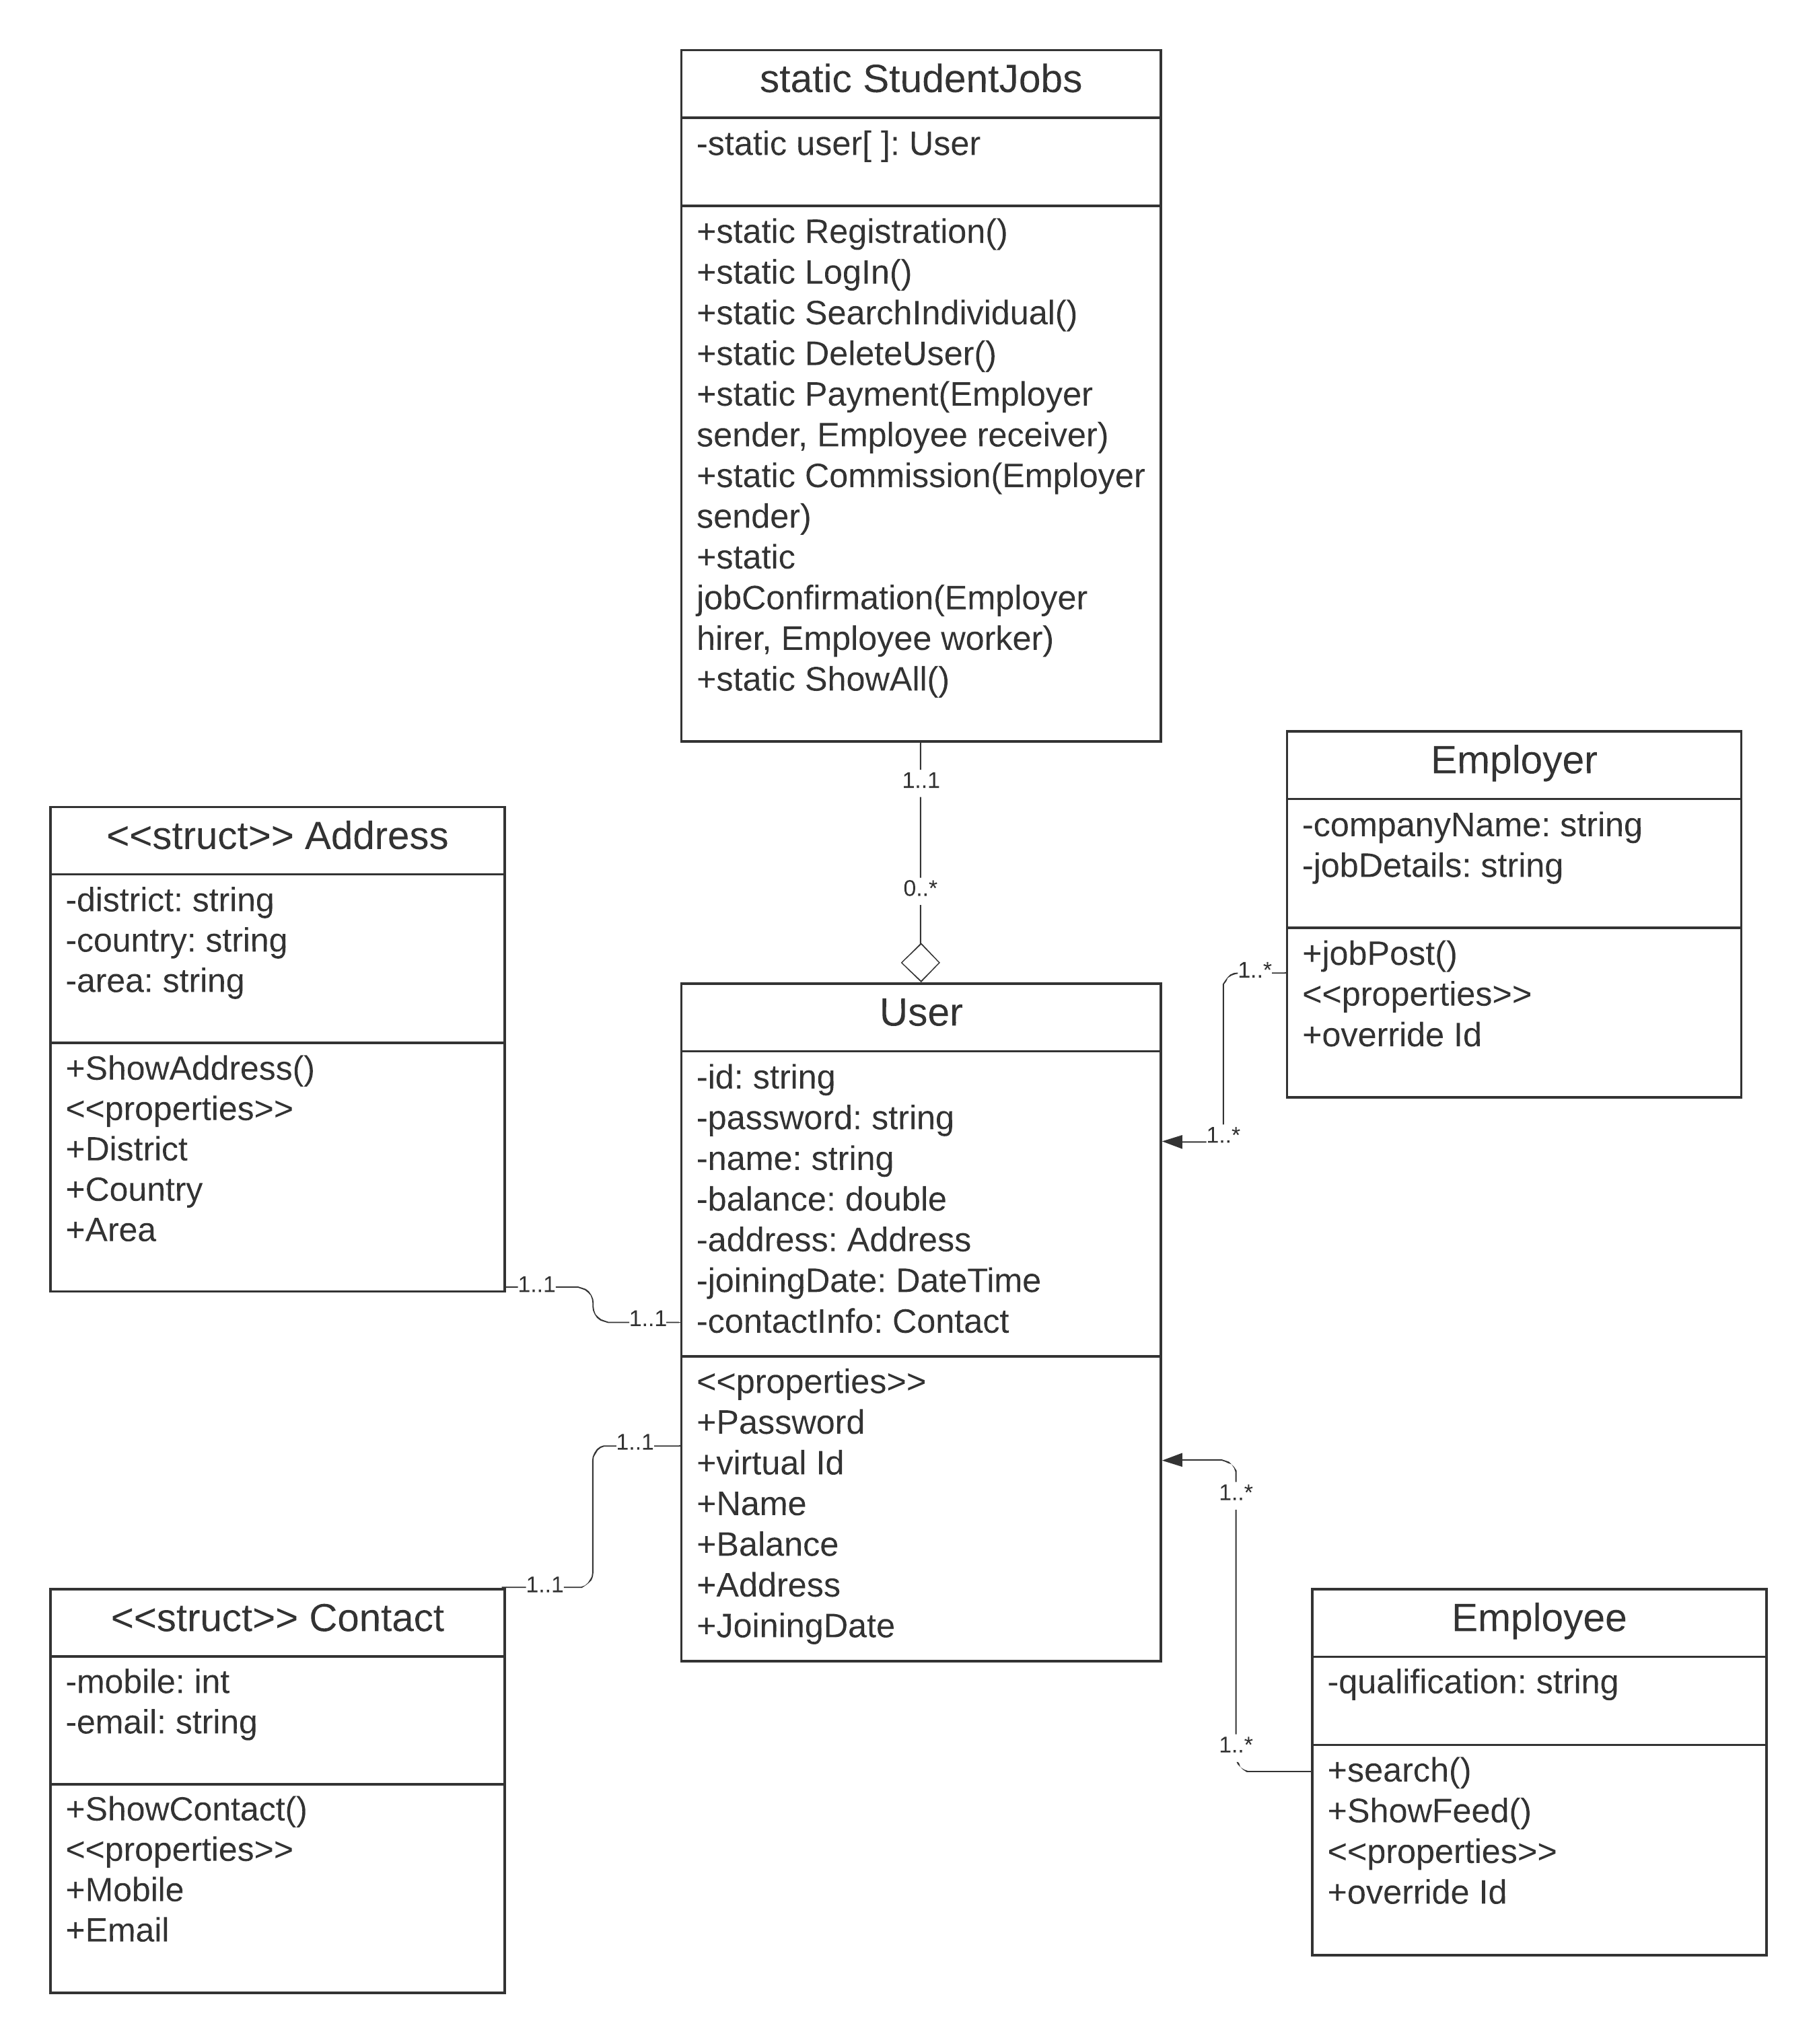 static StudentJobs
-static user[ ]: User
+static Registration()
+static LogIn()
+static SearchIndividual()
+static DeleteUser()
+static Payment(Employer
sender, Employee receiver)
+static Commission(Employer
sender)
+static
jobConfirmation(Employer
hirer, Employee worker)
+static ShowAll()
1..1
0..*
Employer
-companyName: string
-jobDetails: string
+jobPost()
<<properties>>
+override Id
1..*
1..*
<<struct>> Address
-district: string
-country: string
-area: string
+ShowAddress()
<<properties>>
+District
+Country
+Area
1..1
1..1
User
-id: string
-password: string
-name: string
-balance: double
-address: Address
-joiningDate: DateTime
-contactInfo: Contact
<<properties>>
+Password
+virtual Id
+Name
+Balance
+Address
+JoiningDate
1..1
1..1
<<struct>> Contact
-mobile: int
-email: string
+ShowContact()
<<properties>>
+Mobile
+Email
1..*
1..*
Employee
-qualification: string
+search()
+ShowFeed()
<<properties>>
+override Id